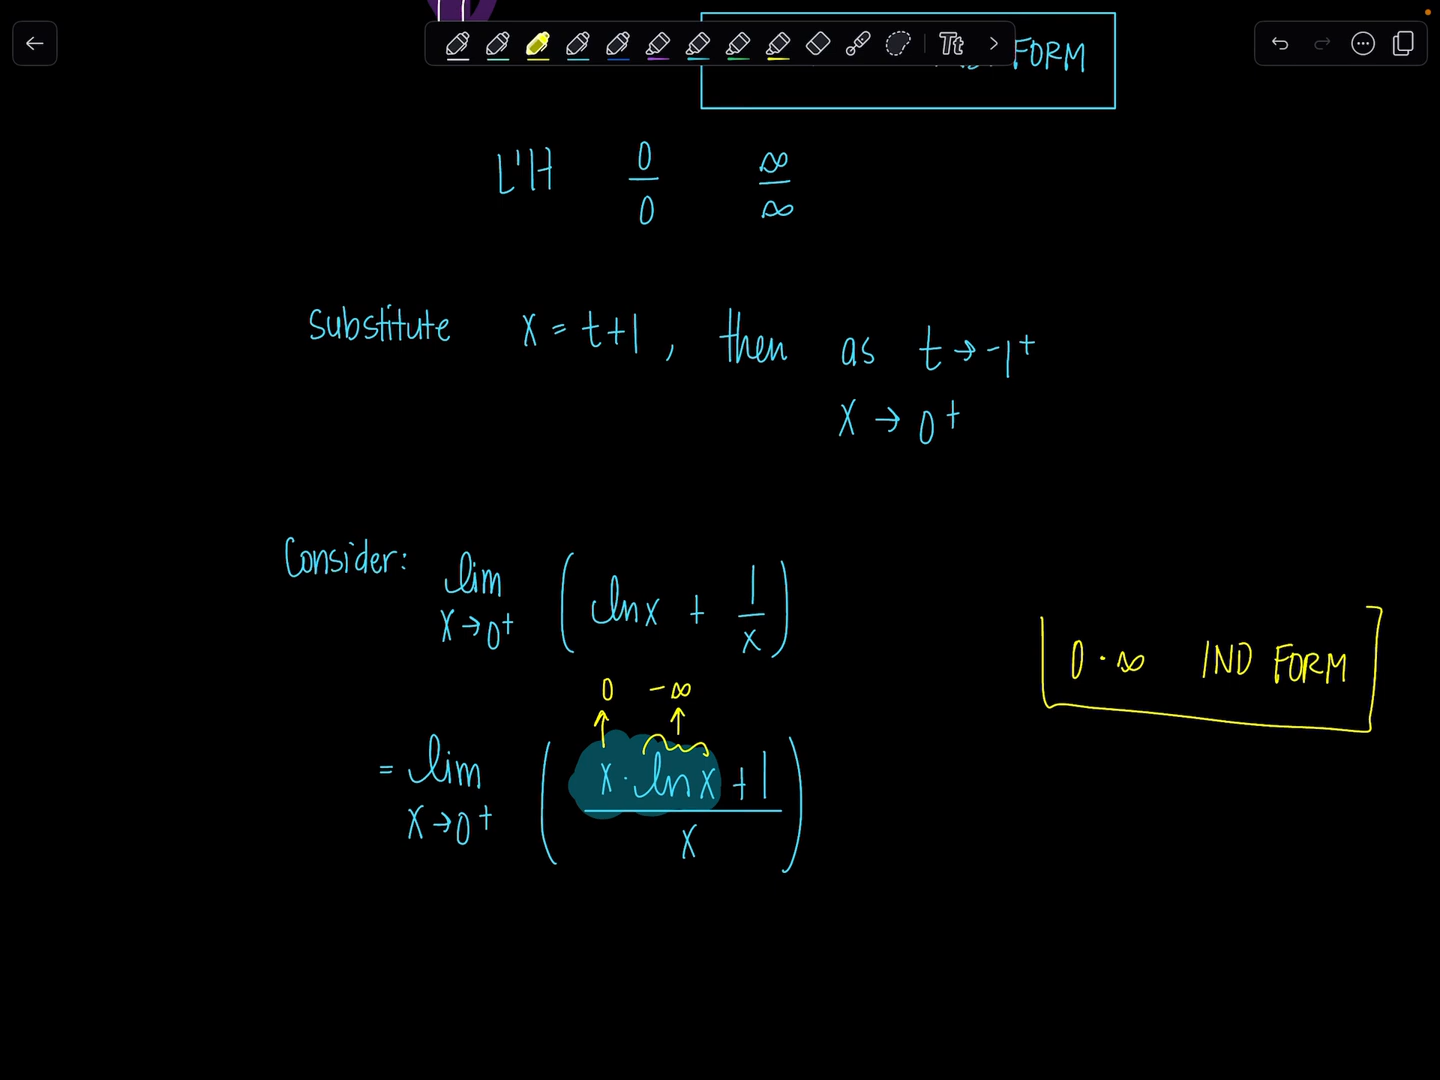 Tt
FORM
L'H 0/0 ∞/∞
Substitute x = t+1, then as t → -1⁺
x → 0⁺
Consider: lim x→0⁺ ( ln x + 1/x )
0 -∞
0 · ∞ IND FORM
= lim x→0⁺ ( (x · ln x + 1)/x )